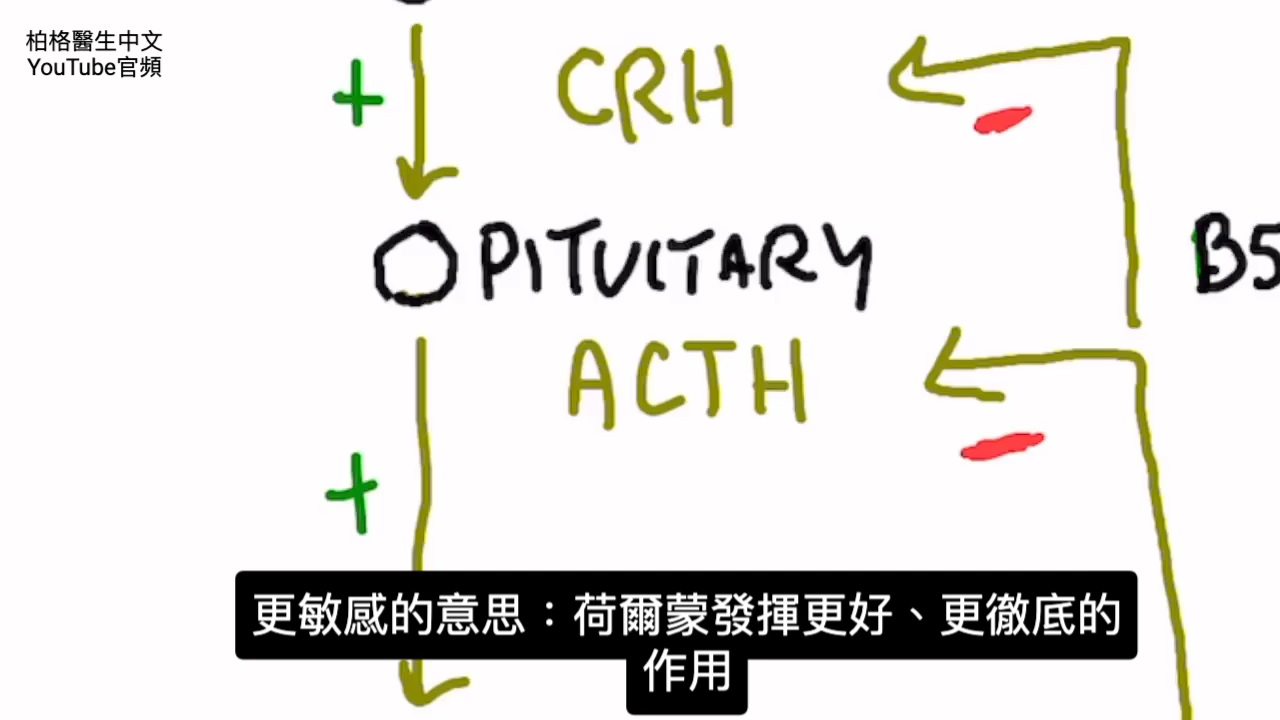 柏格醫生中文
YouTube官頻
+
CRH
-
PITUITARY
B5
ACTH
-
+
更敏感的意思：荷爾蒙發揮更好、更徹底的
作用